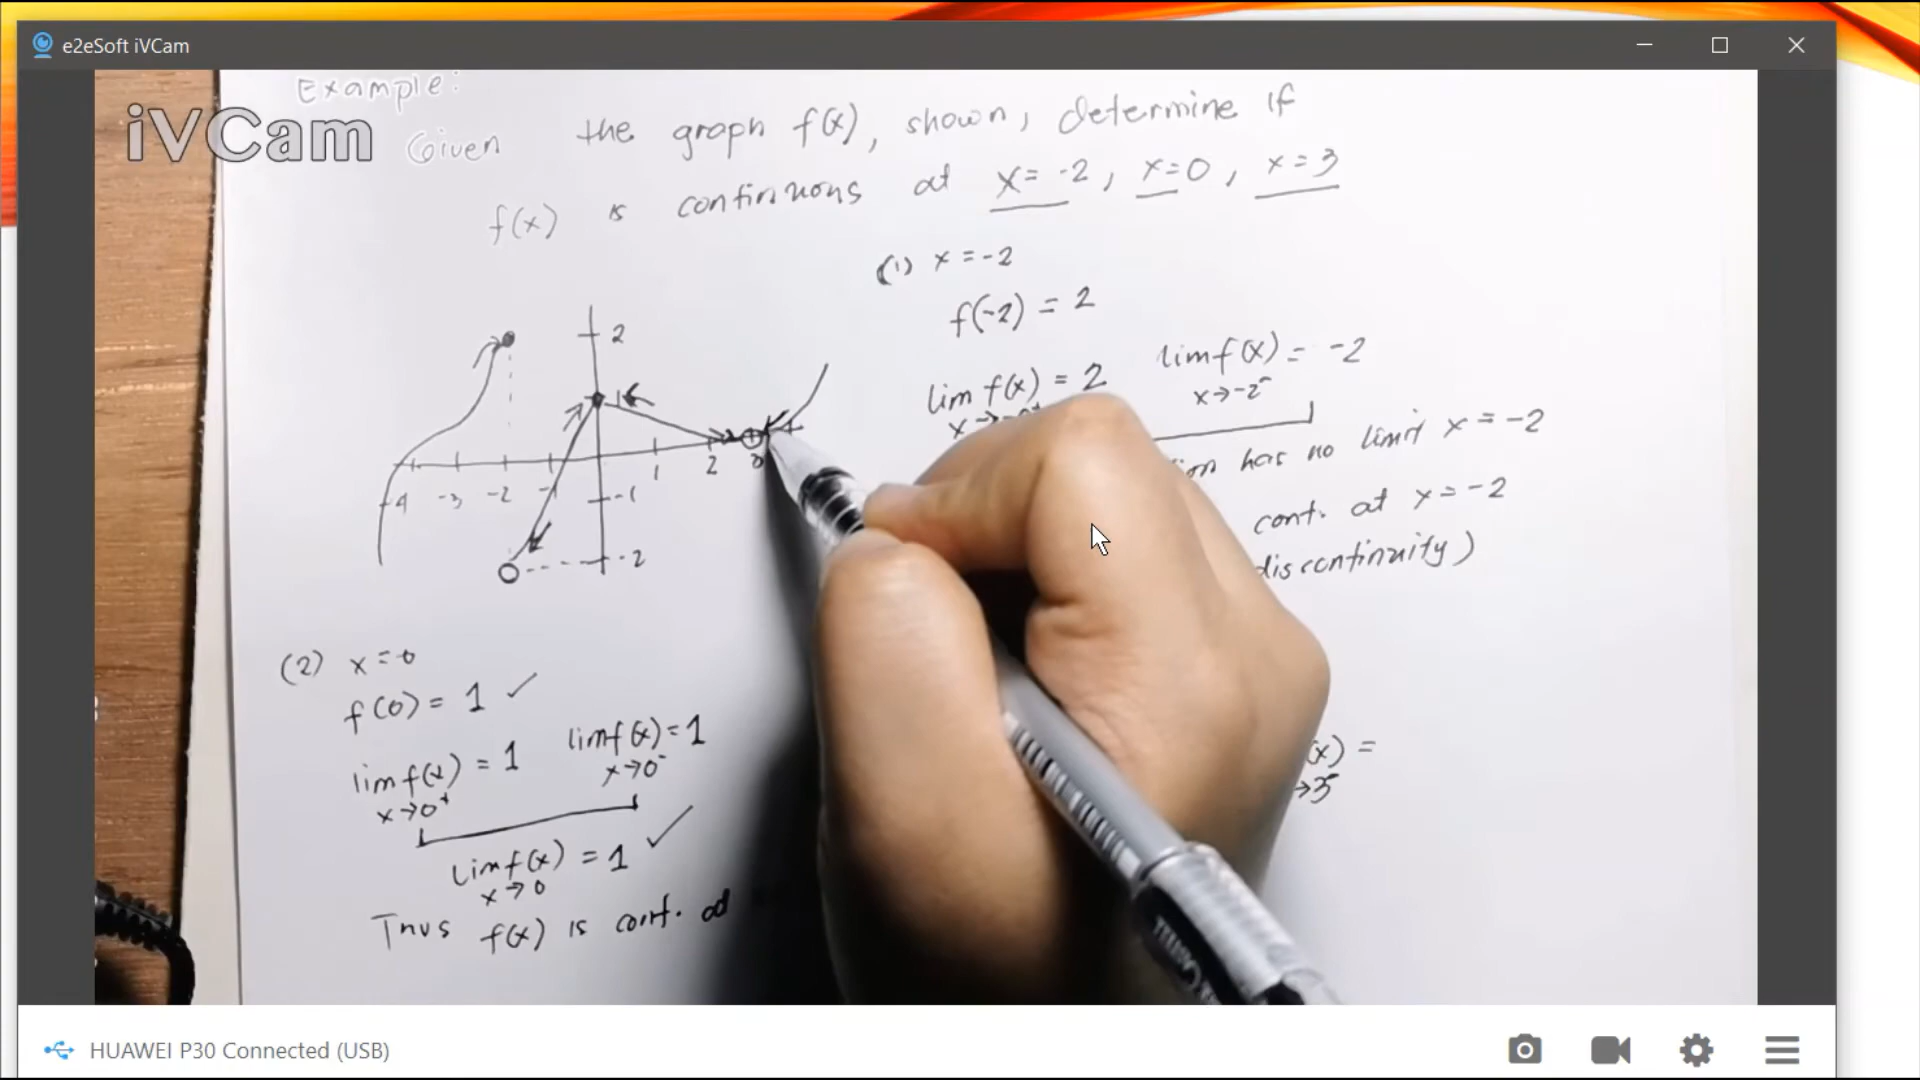 e2eSoft iVCam
iVCam
Example:
Given the graph f(x), shown, determine if
f(x) is continuous at x = -2, x=0, x=3
(1) x = -2
f(-2) = 2
lim f(x) = 2 lim f(x) = -2
x→-2⁻
has no limit x = -2
cont. at x = -2
discontinuity)
2
1
-4 -3 -2 -1 1 2
-1
-2
(2) x = 0
f(0) = 1 ✓
lim f(x) = 1 lim f(x) = 1
x→0⁺ x→0⁻
lim f(x) = 1 ✓
x→0
Thus f(x) is cont. at
(x) =
→3⁻
HUAWEI P30 Connected (USB)